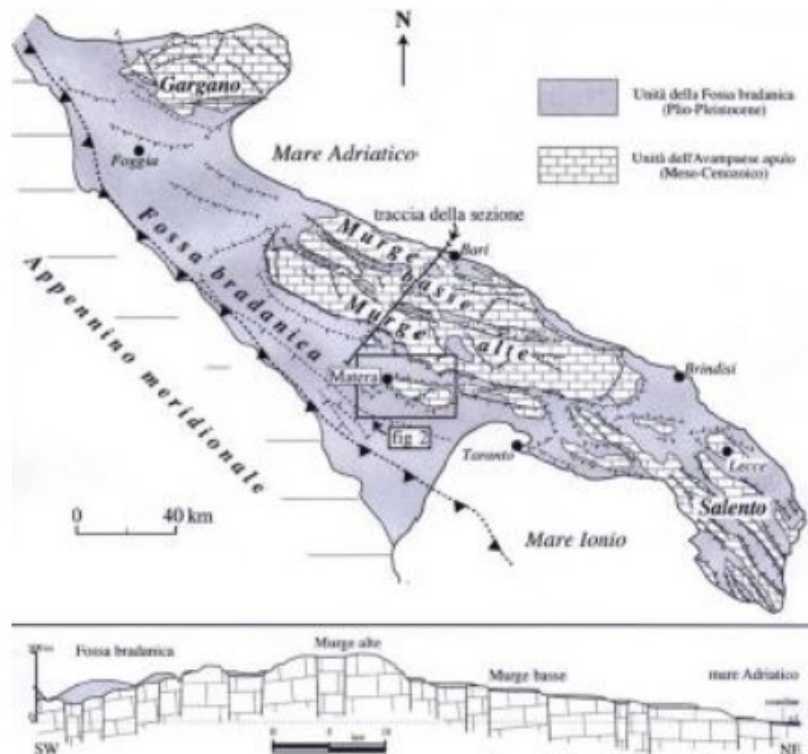 N
Gargano
Unità della Fossa bradanica
(Plio-Pleistocene)
Foggia
Mare Adriatico
Unità dell'Avampaese apulo
(Meso-Cenozoico)
traccia della sezione
Murge basse
Bari
Fossa bradanica
Murge alte
Appennino meridionale
Matera
Brindisi
fig 2
Taranto
Lecce
0 40 km
Salento
Mare Ionio
Murge alte
Fossa bradanica
Murge basse
mare Adriatico
0
km
SW
NE